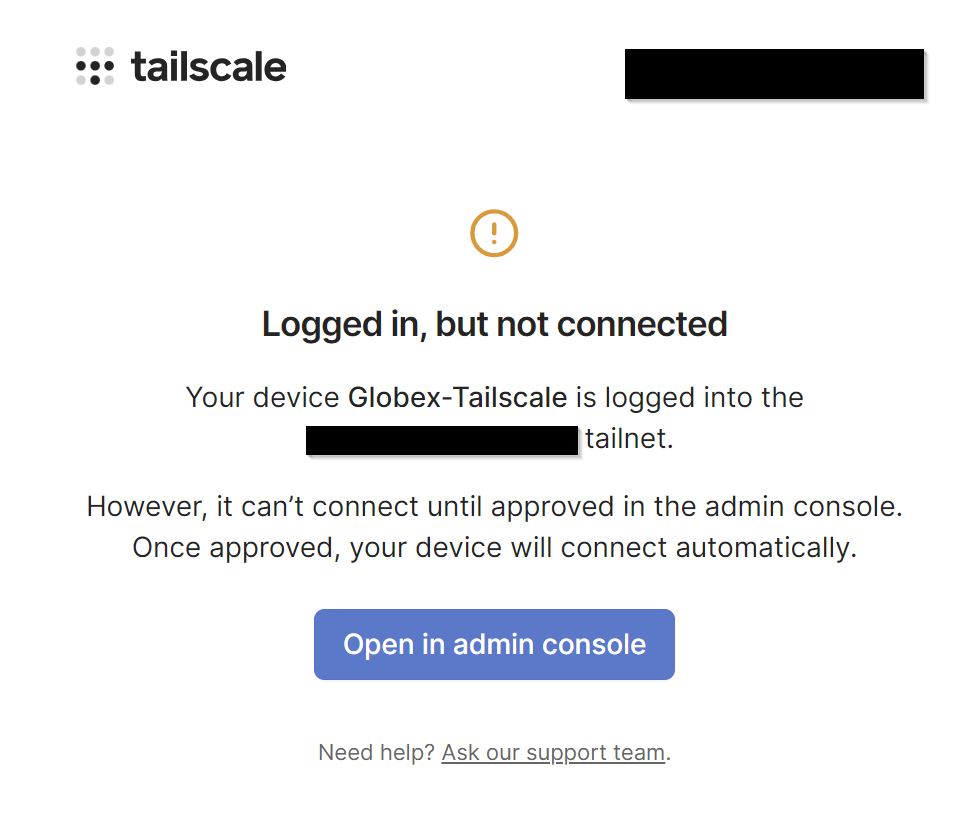 tailscale
Logged in, but not connected
Your device Globex-Tailscale is logged into the
tailnet.
However, it can’t connect until approved in the admin console.
Once approved, your device will connect automatically.
Open in admin console
Need help? Ask our support team.